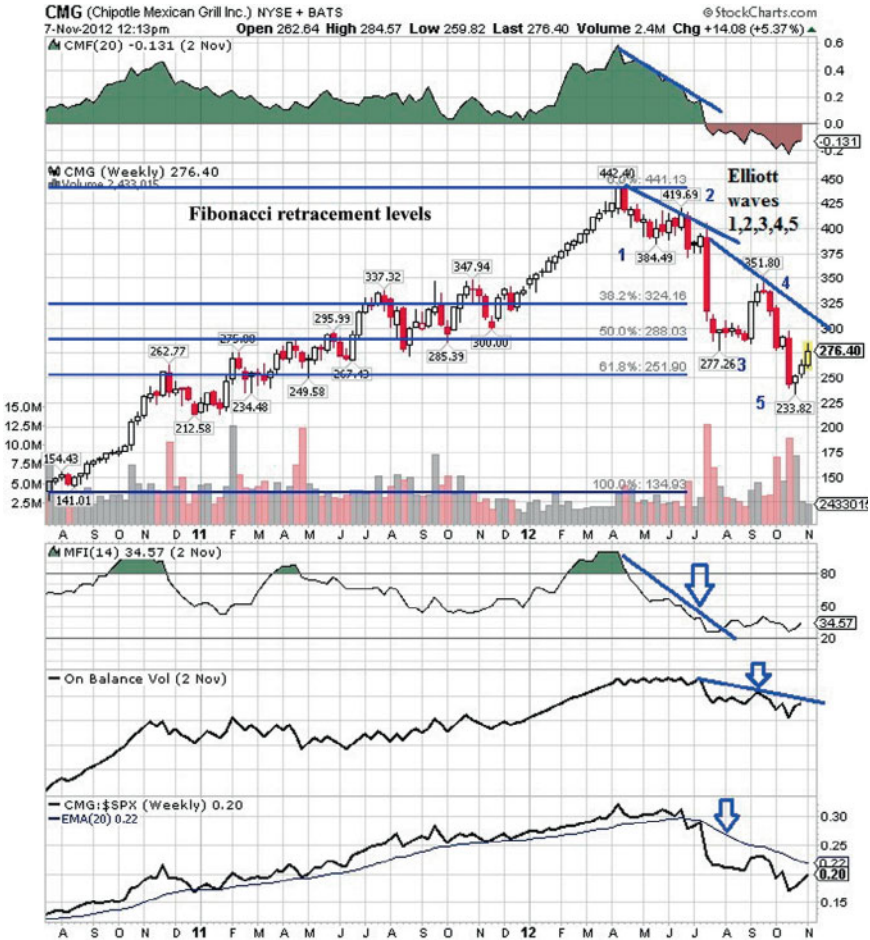 CMG (Chipotle Mexican Grill Inc.) NYSE + BATS
© StockCharts.com
7-Nov-2012 12:13pm
Open 262.64 High 284.57 Low 259.82 Last 276.40 Volume 2.4M Chg +14.08 (+5.37%)
CMF(20) -0.131 (2 Nov)
0.6
0.4
0.2
0.0
-0.131
-0.2
CMG (Weekly) 276.40
Volume 2,433,015
Fibonacci retracement levels
Elliott
waves
1,2,3,4,5
442.40
0.0%: 441.13
419.69
2
1
384.49
351.80
4
337.32
347.94
38.2%: 324.16
295.99
300.00
50.0%: 288.03
275.00
285.39
277.26
3
262.77
267.43
61.8%: 251.90
249.58
234.48
5
233.82
212.58
154.43
141.01
100.0%: 134.93
450
425
400
375
350
325
300
276.40
250
225
200
175
150
2433015
15.0M
12.5M
10.0M
7.5M
5.0M
2.5M
A S O N D 11 F M A M J J A S O N D 12 F M A M J J A S O N
MFI(14) 34.57 (2 Nov)
80
50
34.57
20
On Balance Vol (2 Nov)
CMG:$SPX (Weekly) 0.20
EMA(20) 0.22
0.30
0.25
0.22
0.20
0.15
A S O N D 11 F M A M J J A S O N D 12 F M A M J J A S O N